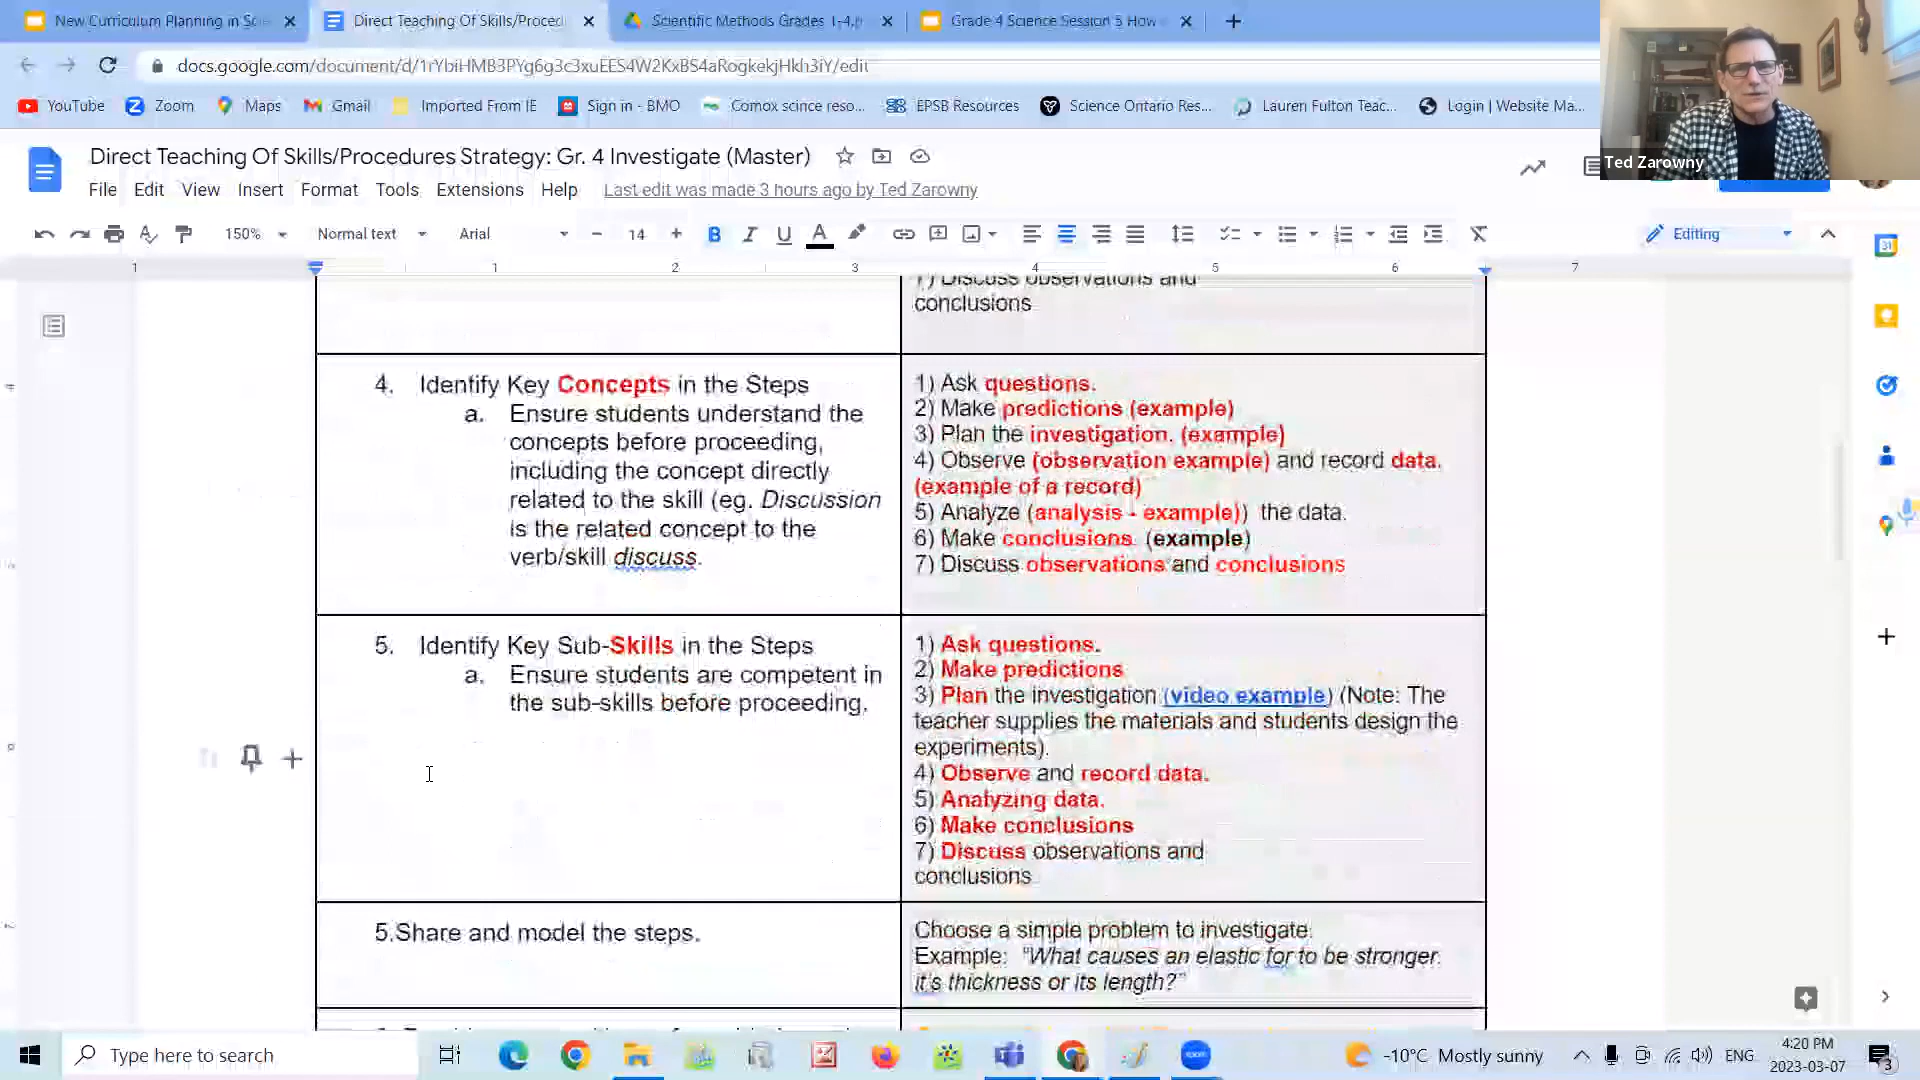 New Curriculum Planning in Sci
Direct Teaching Of Skills/Proced
Scientific Methods Grades 1-4.p
Grade 4 Science Session 5 How
docs.google.com/document/d/1rYbiHMB3PYg6g3c3xuEES4W2KxBS4aRogkekjHkh3iY/edit
YouTube
Zoom
Maps
Gmail
Imported From IE
Sign in - BMO
Comox scince reso...
EPSB Resources
Science Ontario Res...
Lauren Fulton Teac...
Login | Website Ma...
Ted Zarowny
Direct Teaching Of Skills/Procedures Strategy: Gr. 4 Investigate (Master)
File Edit View Insert Format Tools Extensions Help Last edit was made 3 hours ago by Ted Zarowny
150% Normal text Arial 14 Editing
1 1 2 3 4 5 6 7
7) Discuss observations and
conclusions
4. Identify Key Concepts in the Steps
a. Ensure students understand the
concepts before proceeding,
including the concept directly
related to the skill (eg. Discussion
is the related concept to the
verb/skill discuss.
1) Ask questions.
2) Make predictions (example)
3) Plan the investigation. (example)
4) Observe (observation example) and record data.
(example of a record)
5) Analyze (analysis - example)) the data.
6) Make conclusions (example)
7) Discuss observations and conclusions
5. Identify Key Sub-Skills in the Steps
a. Ensure students are competent in
the sub-skills before proceeding.
1) Ask questions.
2) Make predictions
3) Plan the investigation (video example) (Note: The
teacher supplies the materials and students design the
experiments).
4) Observe and record data.
5) Analyzing data.
6) Make conclusions
7) Discuss observations and
conclusions
5.Share and model the steps.
Choose a simple problem to investigate.
Example: "What causes an elastic for to be stronger.
it's thickness or its length?"
Type here to search
-10°C Mostly sunny
ENG
4:20 PM
2023-03-07
3